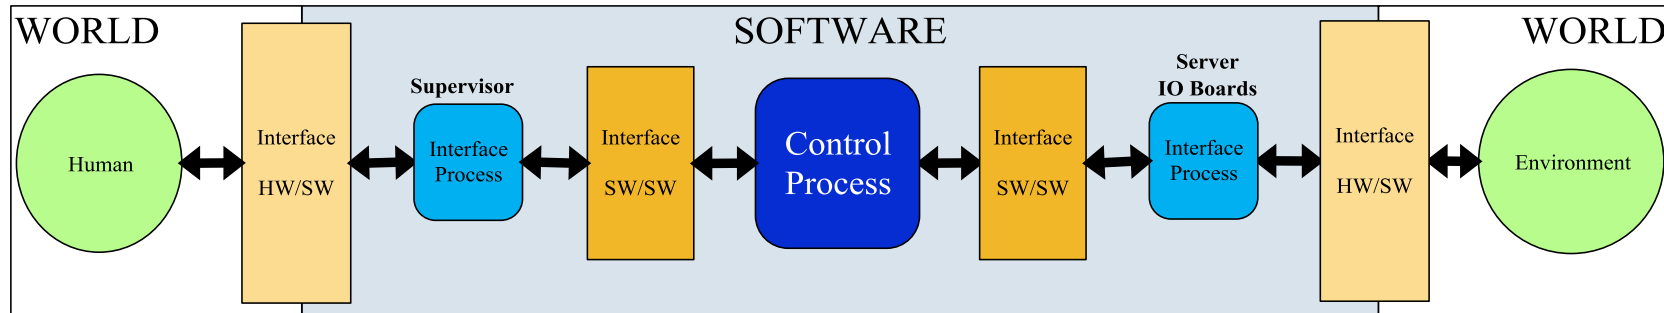 WORLD
SOFTWARE
WORLD
Human
Interface
HW/SW
Supervisor
Interface
Process
Interface
SW/SW
Control
Process
Interface
SW/SW
Server
IO Boards
Interface
Process
Interface
HW/SW
Environment